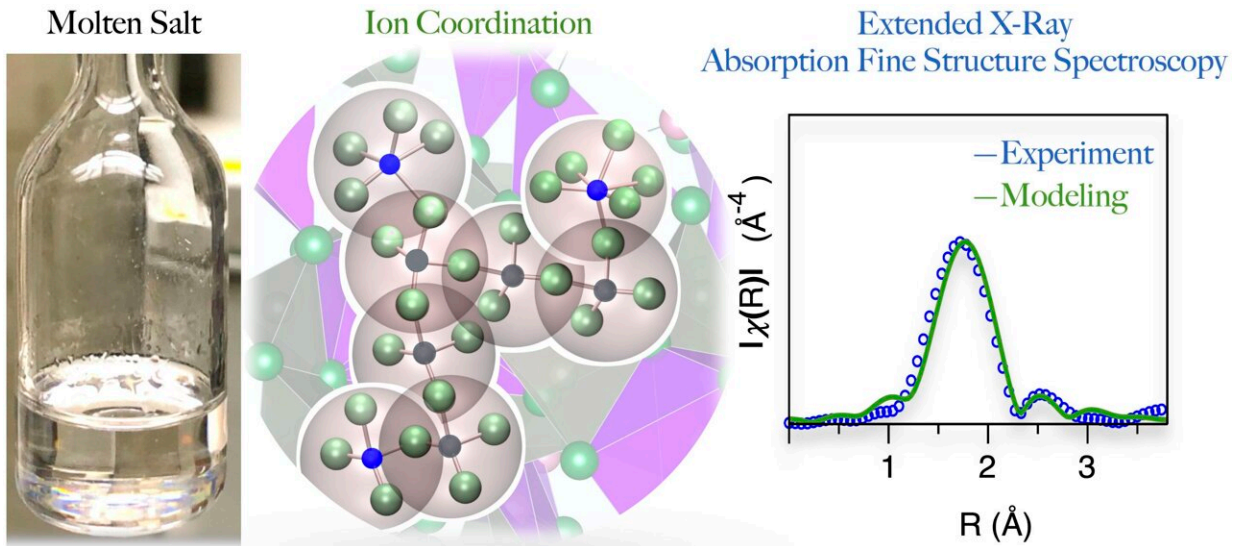 Molten Salt
Ion Coordination
Extended X-Ray
Absorption Fine Structure Spectroscopy
Experiment
Modeling
|χ(R)| (Å⁻⁴)
1 2 3
R (Å)